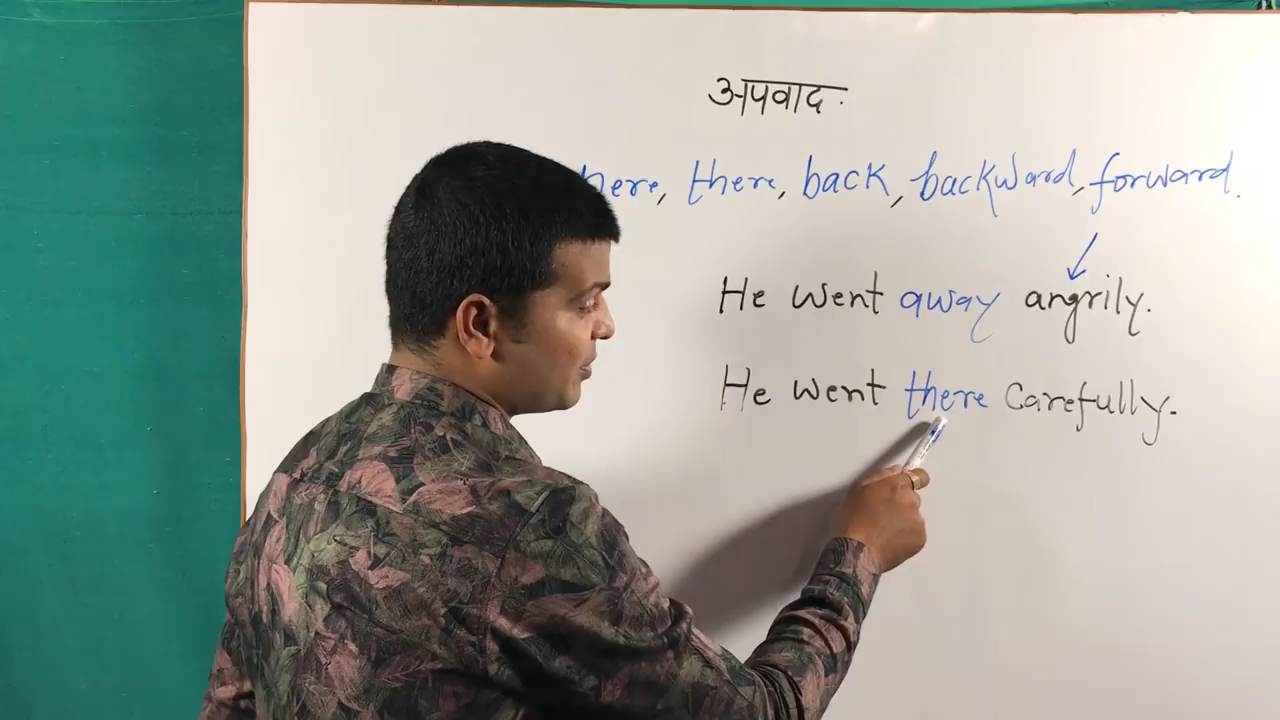 अपवाद.
here, there, back, backward, forward.
He went away angrily.
He went there Carefully.